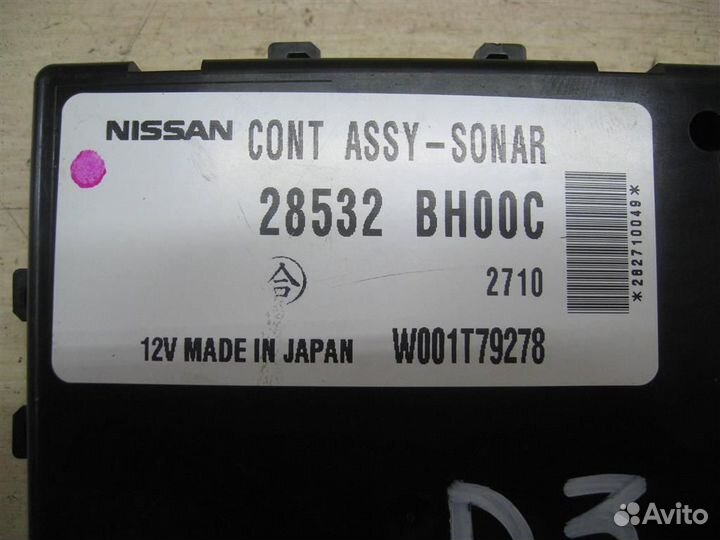 NISSAN CONT ASSY-SONAR
28532 BH00C
合 2710
12V MADE IN JAPAN W001T79278
*282710049*
D3
Avito